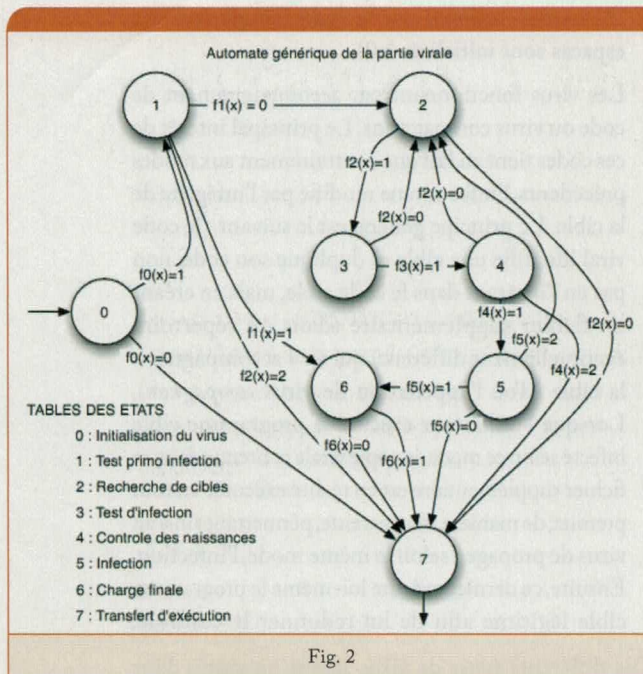 espaces sont
Automate générique de la partie virale
1
f1(x) = 0
2
f2(x)=1
f2(x)=0
f2(x)=0
3
f3(x)=1
4
f0(x)=1
0
f0(x)=0
f1(x)=1
f2(x)=2
f4(x)=1
f5(x)=2
f4(x)=2
f2(x)=0
6
f5(x)=1
5
f5(x)=0
f6(x)=0
f6(x)=1
7
TABLES DES ETATS
0 : Initialisation du virus
1 : Test primo infection
2 : Recherche de cibles
3 : Test d'infection
4 : Controle des naissances
5 : Infection
6 : Charge finale
7 : Transfert d'exécution
Fig. 2